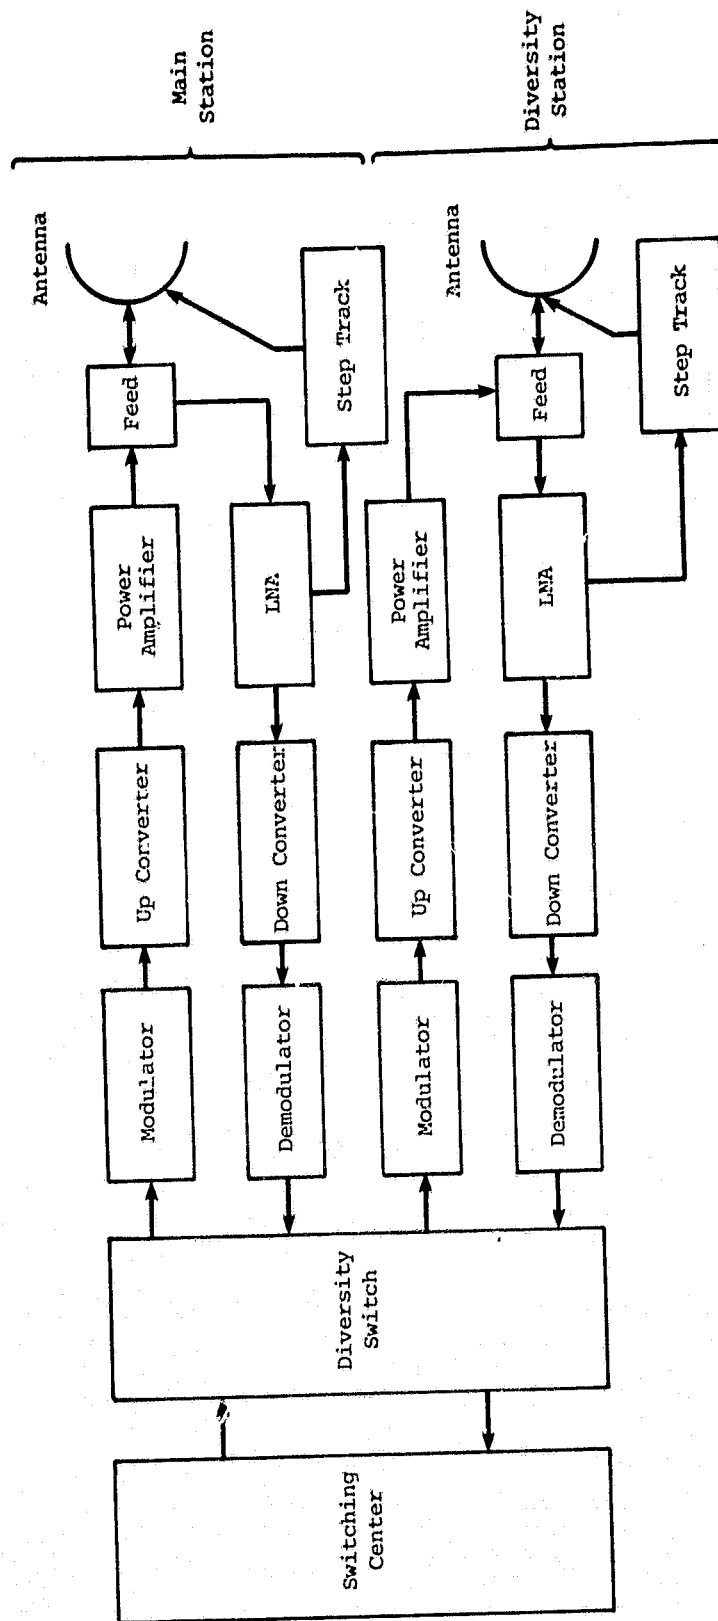 Switching
Center
Diversity
Switch
Modulator
Up Converter
Power
Amplifier
Feed
Antenna
Main
Station
Demodulator
Down Converter
LNA
Step Track
Modulator
Up Converter
Power
Amplifier
Feed
Antenna
Diversity
Station
Demodulator
Down Converter
LNA
Step Track